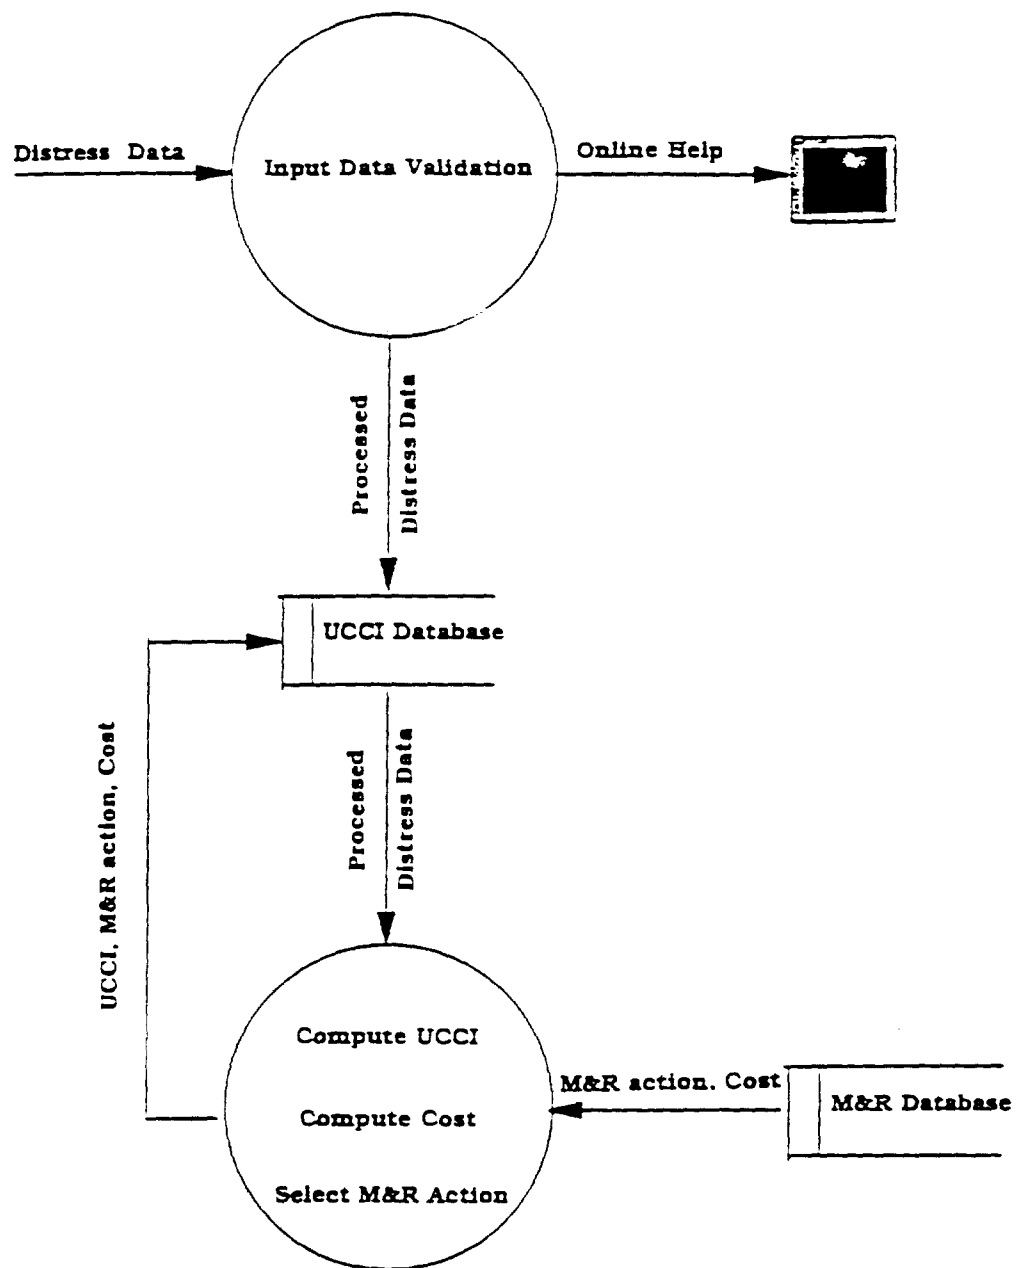 Distress Data
Input Data Validation
Online Help
Processed
Distress Data
UCCI Database
UCCI, M&R action, Cost
Processed
Distress Data
Compute UCCI
Compute Cost
Select M&R Action
M&R action. Cost
M&R Database